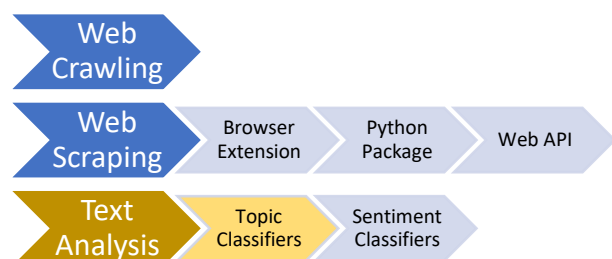 Web
Crawling
Web
Scraping
Browser
Extension
Python
Package
Web API
Text
Analysis
Topic
Classifiers
Sentiment
Classifiers